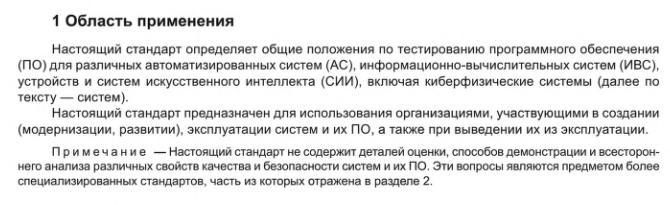 1 Область применения
Настоящий стандарт определяет общие положения по тестированию программного обеспечения
(ПО) для различных автоматизированных систем (АС), информационно-вычислительных систем (ИВС),
устройств и систем искусственного интеллекта (СИИ), включая киберфизические системы (далее по
тексту — систем).
Настоящий стандарт предназначен для использования организациями, участвующими в создании
(модернизации, развитии), эксплуатации систем и их ПО, а также при выведении их из эксплуатации.
Примечание — Настоящий стандарт не содержит деталей оценки, способов демонстрации и всесторон-
него анализа различных свойств качества и безопасности систем и их ПО. Эти вопросы являются предметом более
специализированных стандартов, часть из которых отражена в разделе 2.